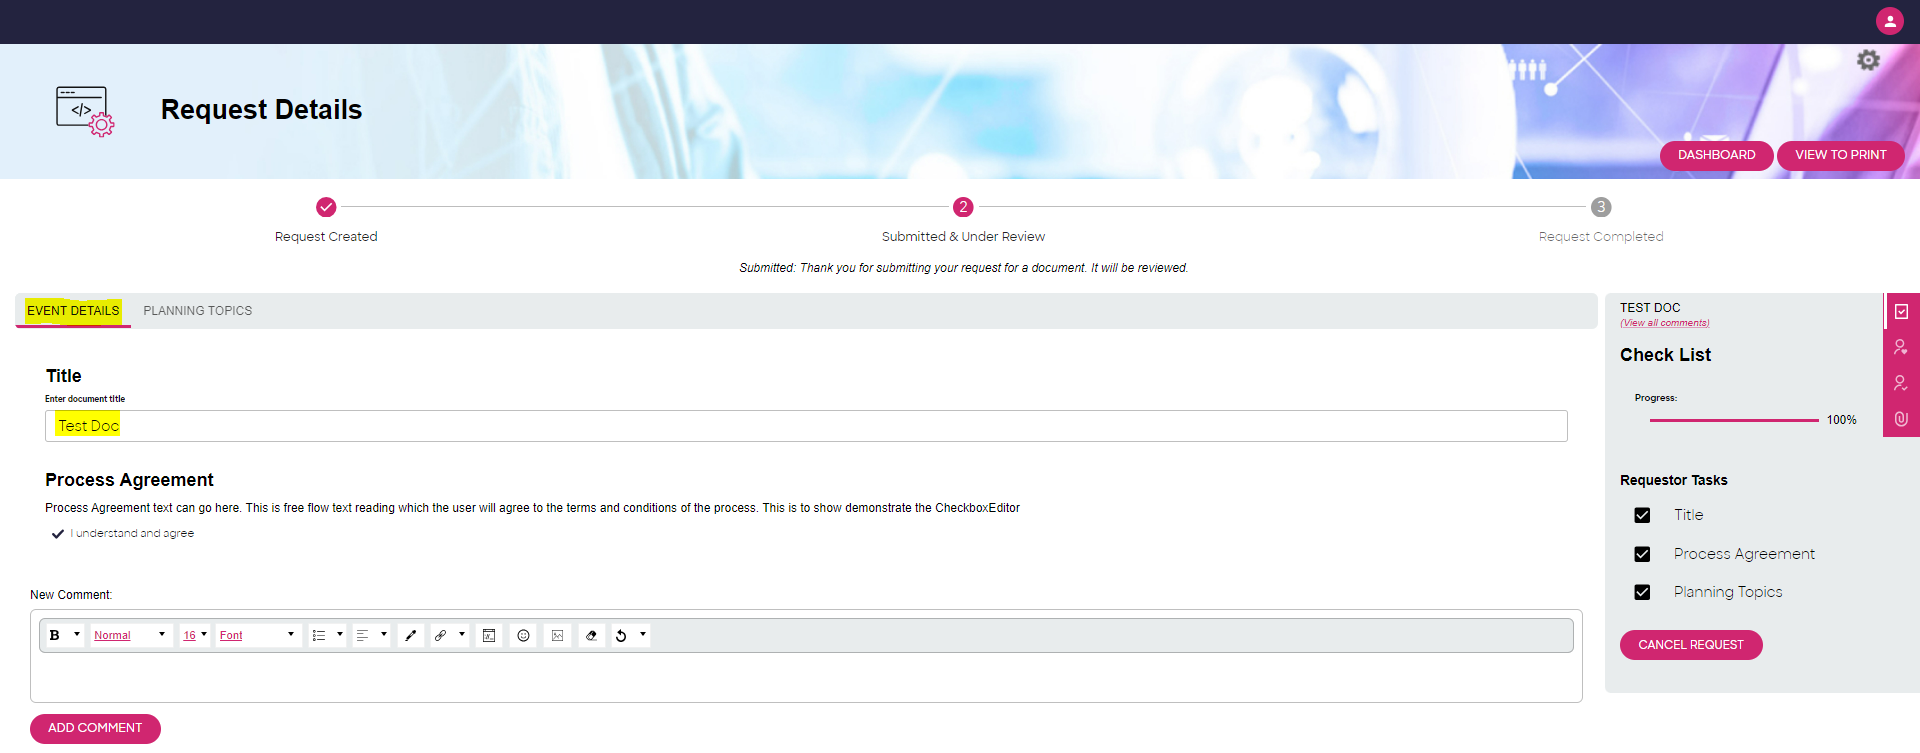 </>
Request Details
DASHBOARD
VIEW TO PRINT
2
3
Request Created
Submitted & Under Review
Request Completed
Submitted: Thank you for submitting your request for a document. It will be reviewed.
EVENT DETAILS
PLANNING TOPICS
Title
Enter document title
Test Doc
Process Agreement
Process Agreement text can go here. This is free flow text reading which the user will agree to the terms and conditions of the process. This is to show demonstrate the CheckboxEditor
I understand and agree
New Comment:
B
Normal
16
Font
ADD COMMENT
TEST DOC
(View all comments)
Check List
Progress:
100%
Requestor Tasks
Title
Process Agreement
Planning Topics
CANCEL REQUEST